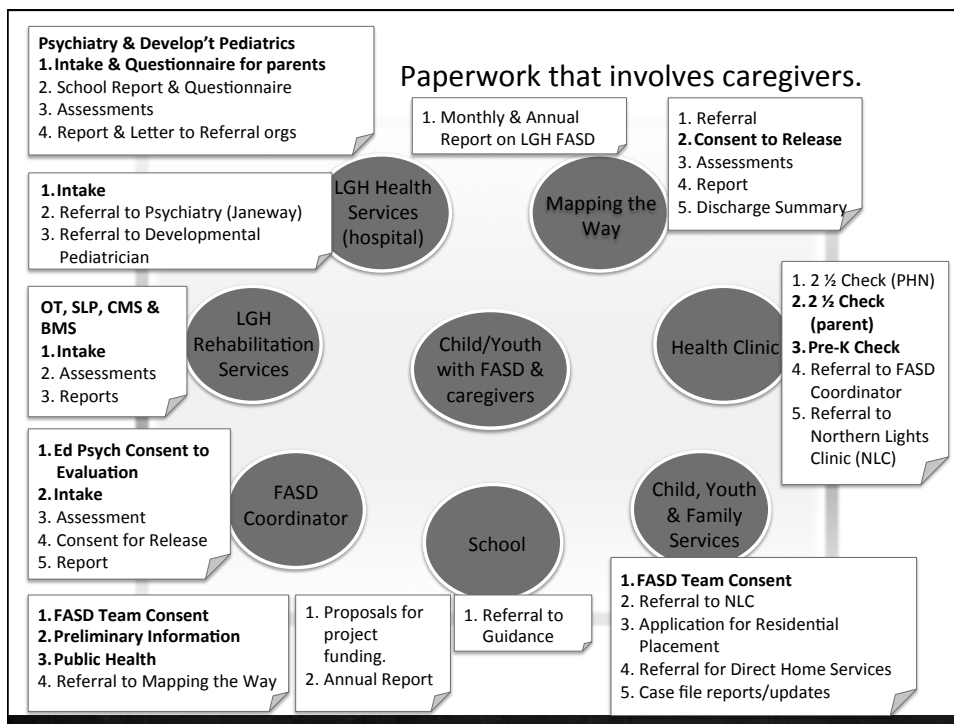 Paperwork that involves caregivers.
Psychiatry & Develop't Pediatrics
1. Intake & Questionnaire for parents
2. School Report & Questionnaire
3. Assessments
4. Report & Letter to Referral orgs
1. Monthly & Annual
Report on LGH FASD
1. Referral
2. Consent to Release
3. Assessments
4. Report
5. Discharge Summary
1. Intake
2. Referral to Psychiatry (Janeway)
3. Referral to Developmental
Pediatrician
LGH Health
Services
(hospital)
Mapping the
Way
OT, SLP, CMS &
BMS
1. Intake
2. Assessments
3. Reports
LGH
Rehabilitation
Services
Child/Youth
with FASD &
caregivers
Health Clinic
1. 2 ½ Check (PHN)
2. 2 ½ Check
(parent)
3. Pre-K Check
4. Referral to FASD
Coordinator
5. Referral to
Northern Lights
Clinic (NLC)
1. Ed Psych Consent to
Evaluation
2. Intake
3. Assessment
4. Consent for Release
5. Report
FASD
Coordinator
School
Child, Youth
& Family
Services
1. FASD Team Consent
2. Preliminary Information
3. Public Health
4. Referral to Mapping the Way
1. Proposals for
project
funding.
2. Annual Report
1. Referral to
Guidance
1. FASD Team Consent
2. Referral to NLC
3. Application for Residential
Placement
4. Referral for Direct Home Services
5. Case file reports/updates